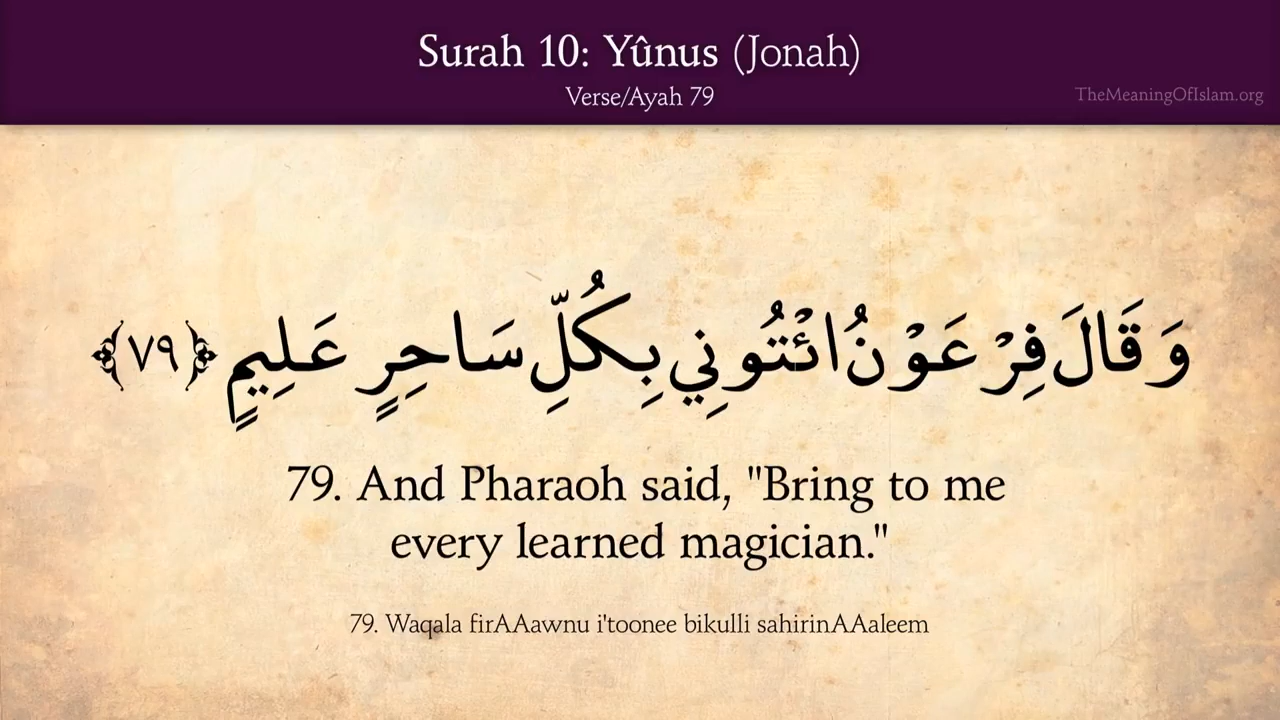 Surah 10: Yûnus (Jonah)
Verse/Ayah 79
TheMeaningOfIslam.org
وَقَالَ فِرْعَوْنُ ائْتُونِي بِكُلِّ سَاحِرٍ عَلِيمٍ ﴿٧٩﴾
79. And Pharaoh said, "Bring to me
every learned magician."
79. Waqala firAAawnu i'toonee bikulli sahirinAAaleem